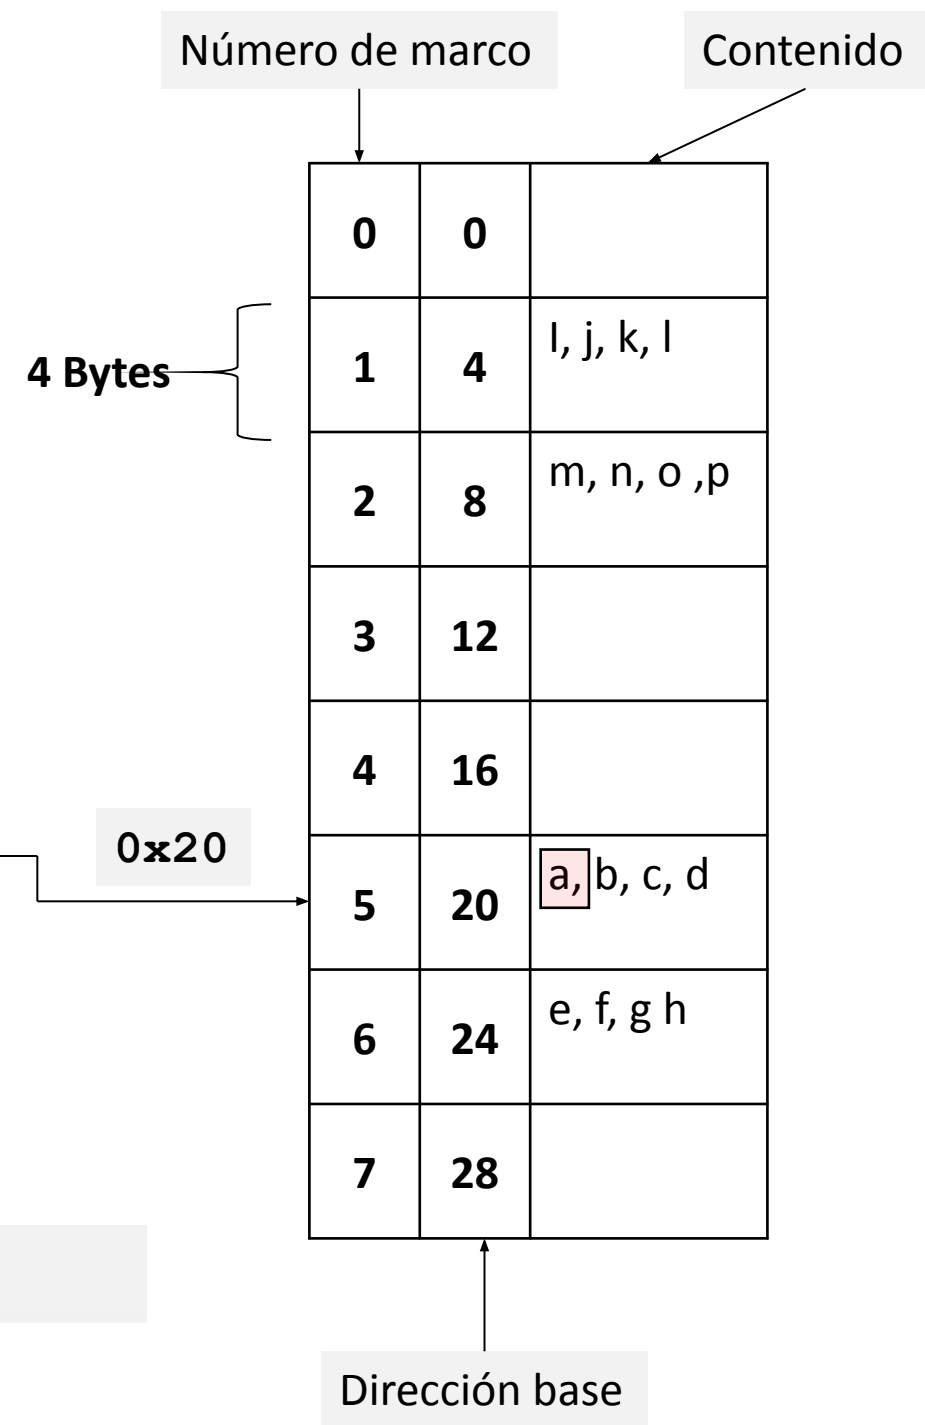 Número de marco Contenido
0 0
4 Bytes 1 4 I, j, k, l
2 8 m, n, o ,p
3 12
4 16
0x20 5 20 a, b, c, d
6 24 e, f, g h
7 28
Dirección base